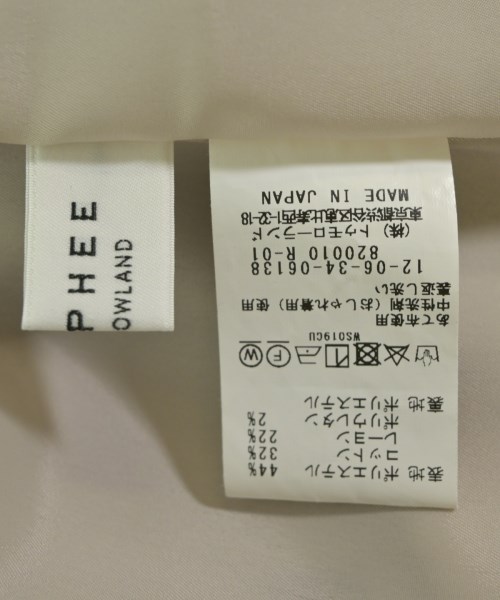 PHEE
OWLAND
表地 ポリエステル 44%
コットン 32%
レーヨン 22%
ポリウレタン 2%
裏地 ポリエステル
F W
WS019CU
あて布使用
中性洗剤(おしゃれ着用)使用
裏返し洗い
12-06-34-06138
820010 R-01
(株) トゥモローランド
東京都渋谷区恵比寿西1-32-18
MADE IN JAPAN